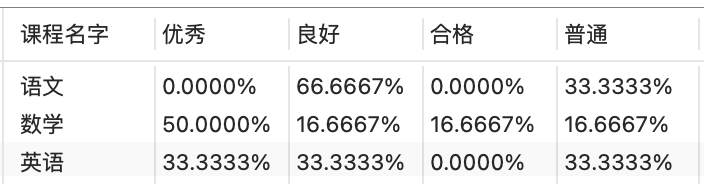 课程名字 优秀 良好 合格 普通
语文 0.0000% 66.6667% 0.0000% 33.3333%
数学 50.0000% 16.6667% 16.6667% 16.6667%
英语 33.3333% 33.3333% 0.0000% 33.3333%